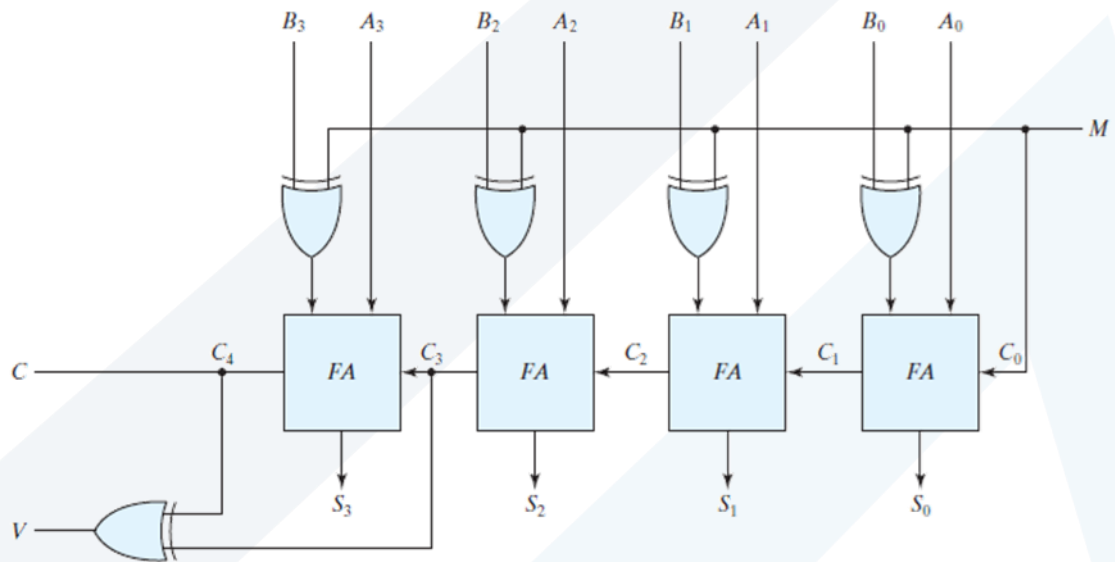 B₃ A₃ B₂ A₂ B₁ A₁ B₀ A₀
M
C₄ C₃ C₂ C₁ C₀
C FA FA FA FA
S₃ S₂ S₁ S₀
V